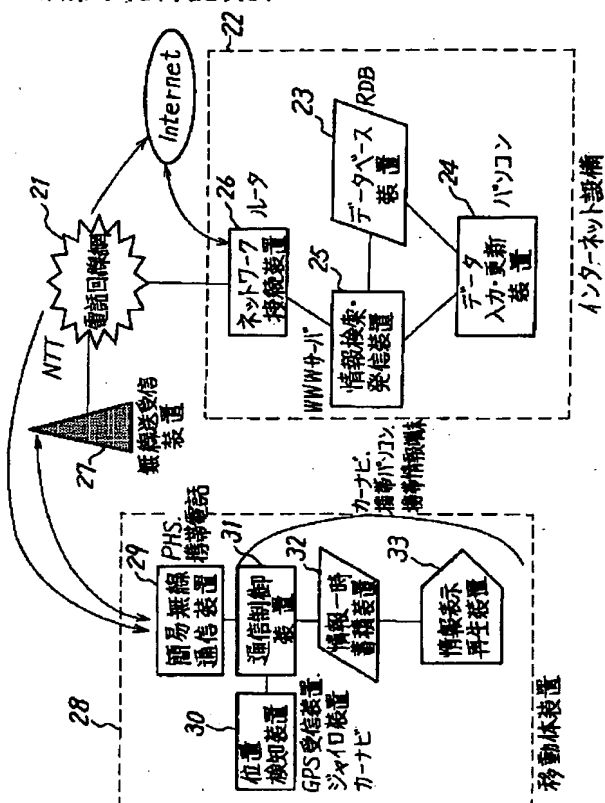 28
29
簡易無線
通信装置
PHS.
携帯電話
30
位置
検知装置
GPS受信装置.
ジャイロ装置
カーナビ
31
通信制御
装置
32
情報一時
蓄積装置
33
情報表示
再生装置
カーナビ.
携帯パソコン.
携帯情報端末
移動体装置
27
無線送受信
装置
NTT
21
電話回線網
Internet
22
26
ネットワーク
接続装置
ルータ
25
WWWサーバ
情報検索・
発信装置
23
データベース
装置
RDB
24
データ
入力・更新
装置
パソコン
インターネット設備